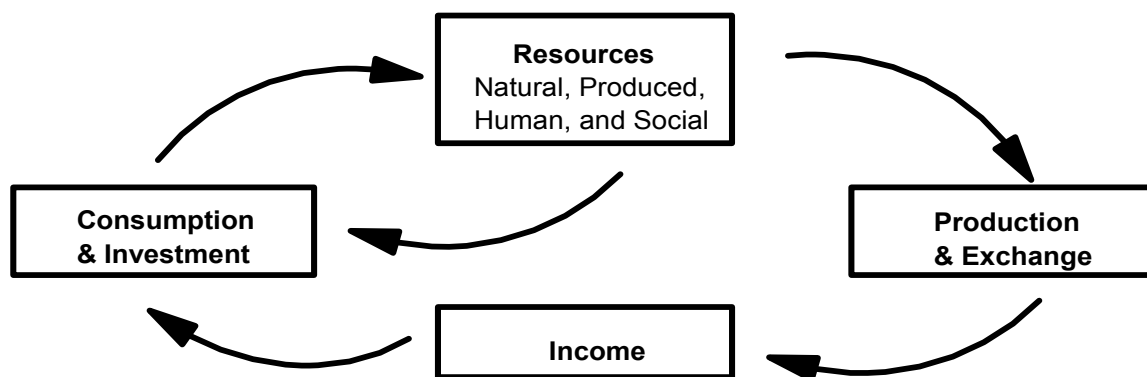 Resources
Natural, Produced,
Human, and Social
Consumption
& Investment
Production
& Exchange
Income